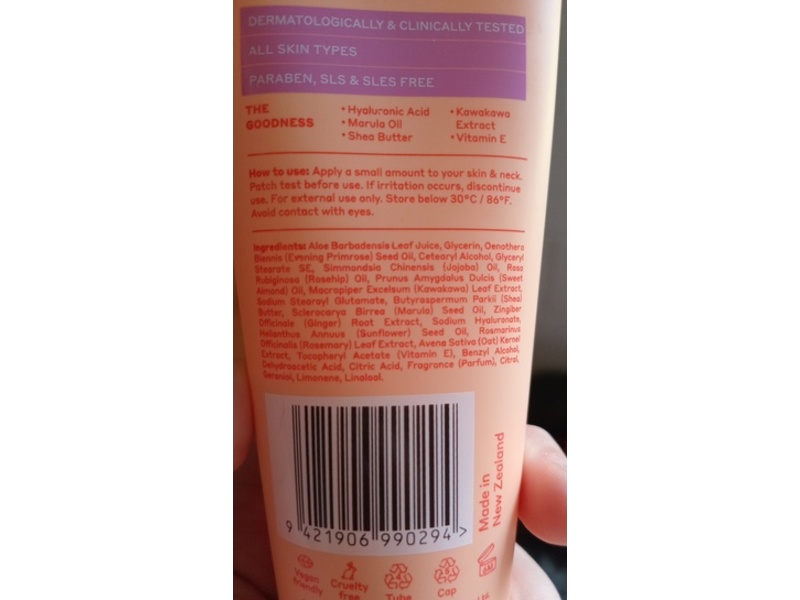 DERMATOLOGICALLY & CLINICALLY TESTED
ALL SKIN TYPES
PARABEN, SLS & SLES FREE
THE GOODNESS
• Hyaluronic Acid
• Marula Oil
• Shea Butter
• Kawakawa Extract
• Vitamin E
How to use: Apply a small amount to your skin & neck.
Patch test before use. If irritation occurs, discontinue
use. For external use only. Store below 30°C / 86°F.
Avoid contact with eyes.
Ingredients: Aloe Barbadensis Leaf Juice, Glycerin, Oenothera
Biennis (Evening Primrose) Seed Oil, Cetearyl Alcohol, Glyceryl
Stearate SE, Simmondsia Chinensis (Jojoba) Oil, Rosa
Rubiginosa (Rosehip) Oil, Prunus Amygdalus Dulcis (Sweet
Almond) Oil, Macropiper Excelsum (Kawakawa) Leaf Extract,
Sodium Stearoyl Glutamate, Butyrospermum Parkii (Shea)
Butter, Sclerocarya Birrea (Marula) Seed Oil, Zingiber
Officinale (Ginger) Root Extract, Sodium Hyaluronate,
Helianthus Annuus (Sunflower) Seed Oil, Rosmarinus
Officinalis (Rosemary) Leaf Extract, Avena Sativa (Oat) Kernel
Extract, Tocopheryl Acetate (Vitamin E), Benzyl Alcohol,
Dehydroacetic Acid, Citric Acid, Fragrance (Parfum), Citral,
Geraniol, Limonene, Linalool.
9 421906 990294 >
Made in
New Zealand
Vegan
friendly
Cruelty
free
Tube
Cap